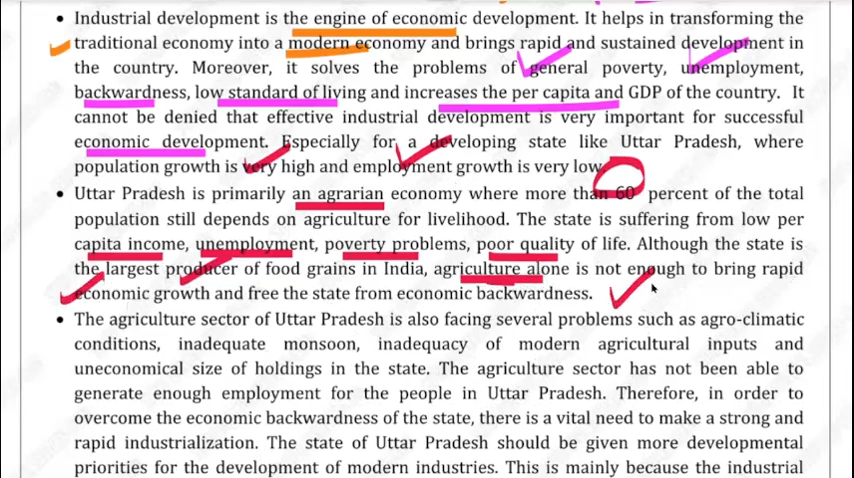 • Industrial development is the engine of economic development. It helps in transforming the
traditional economy into a modern economy and brings rapid and sustained development in
the country. Moreover, it solves the problems of general poverty, unemployment,
backwardness, low standard of living and increases the per capita and GDP of the country. It
cannot be denied that effective industrial development is very important for successful
economic development. Especially for a developing state like Uttar Pradesh, where
population growth is very high and employment growth is very low
• Uttar Pradesh is primarily an agrarian economy where more than 60 percent of the total
population still depends on agriculture for livelihood. The state is suffering from low per
capita income, unemployment, poverty problems, poor quality of life. Although the state is
the largest producer of food grains in India, agriculture alone is not enough to bring rapid
economic growth and free the state from economic backwardness.
• The agriculture sector of Uttar Pradesh is also facing several problems such as agro-climatic
conditions, inadequate monsoon, inadequacy of modern agricultural inputs and
uneconomical size of holdings in the state. The agriculture sector has not been able to
generate enough employment for the people in Uttar Pradesh. Therefore, in order to
overcome the economic backwardness of the state, there is a vital need to make a strong and
rapid industrialization. The state of Uttar Pradesh should be given more developmental
priorities for the development of modern industries. This is mainly because the industrial